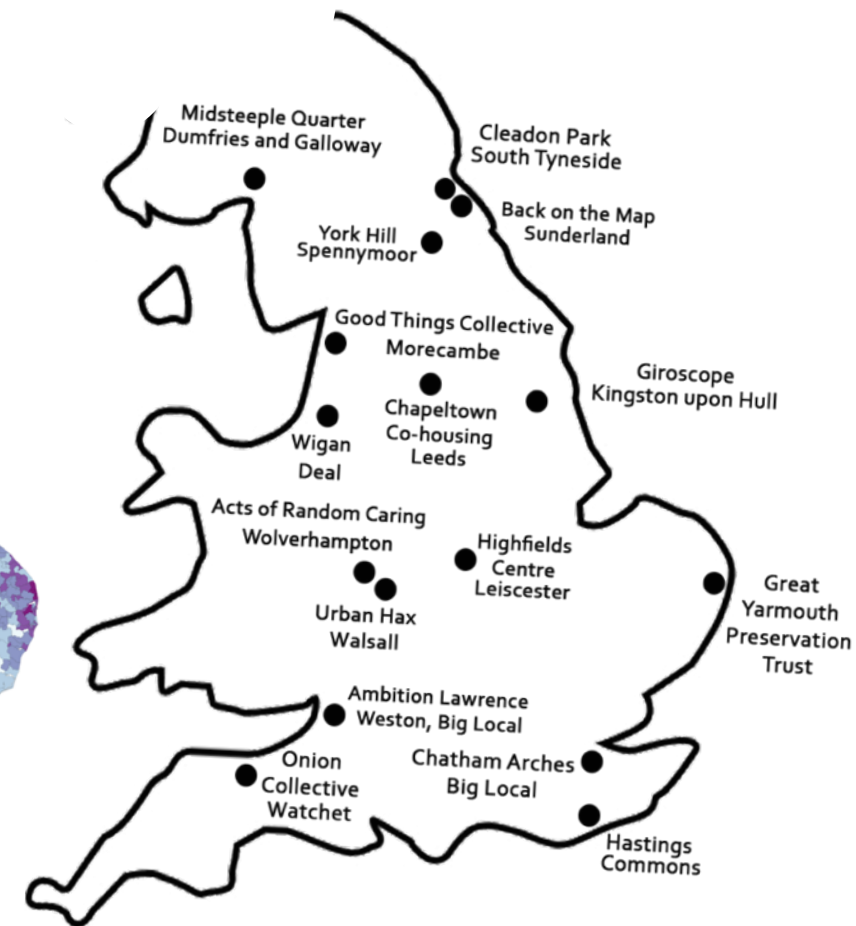 Midsteeple Quarter
Dumfries and Galloway
Cleadon Park
South Tyneside
Back on the Map
Sunderland
York Hill
Spennymoor
Good Things Collective
Morecambe
Giroscope
Kingston upon Hull
Chapeltown
Co-housing
Leeds
Wigan
Deal
Acts of Random Caring
Wolverhampton
Highfields
Centre
Leiscester
Great
Yarmouth
Preservation
Trust
Urban Hax
Walsall
Ambition Lawrence
Weston, Big Local
Onion
Collective
Watchet
Chatham Arches
Big Local
Hastings
Commons